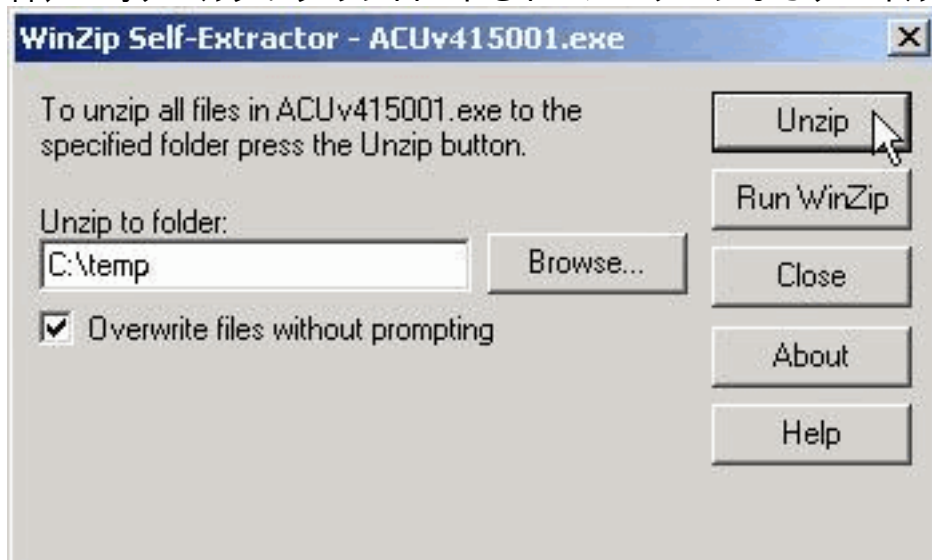 WinZip Self-Extractor - ACUv415001.exe
To unzip all files in ACUv415001.exe to the
specified folder press the Unzip button.
Unzip to folder:
C:\temp
Browse...
Overwrite files without prompting
Unzip
Run WinZip
Close
About
Help